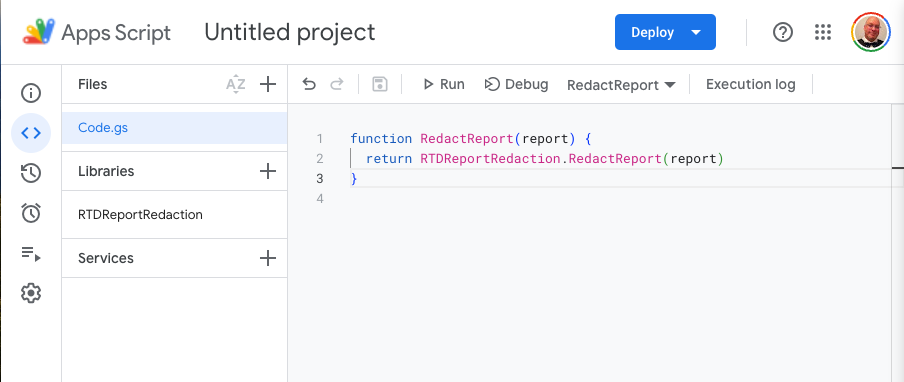 Apps Script
Untitled project
Deploy
Files
AZ
Run
Debug
RedactReport
Execution log
Code.gs
Libraries
RTDReportRedaction
Services
1 function RedactReport(report) {
2 return RTDReportRedaction.RedactReport(report)
3 }
4